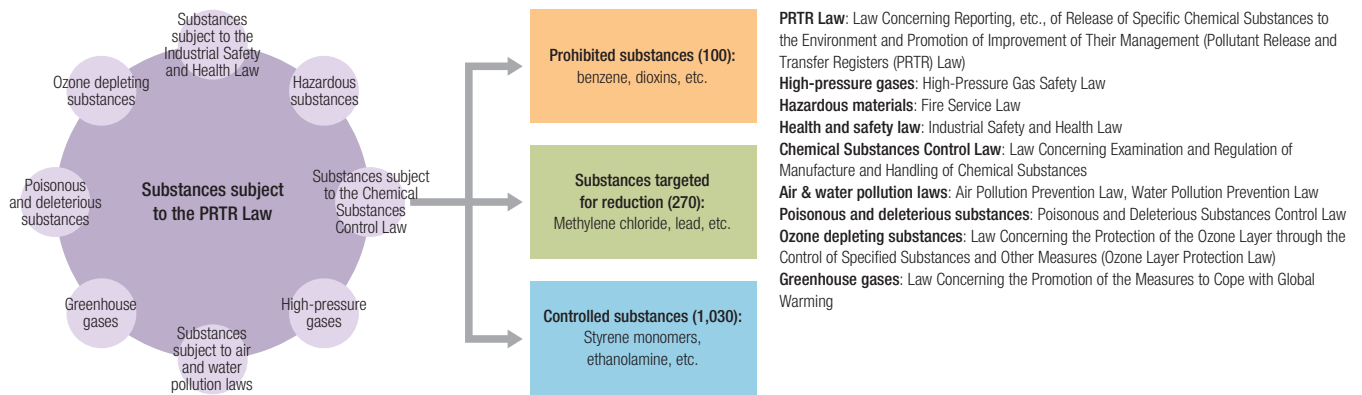 Substances
subject to the
Industrial Safety
and Health Law
Ozone depleting
substances
Hazardous
substances
Poisonous
and deleterious
substances
Substances subject
to the PRTR Law
Substances subject
to the Chemical
Substances
Control Law
Greenhouse
gases
High-pressure
gases
Substances
subject to air
and water
pollution laws
Prohibited substances (100):
benzene, dioxins, etc.
Substances targeted
for reduction (270):
Methylene chloride, lead, etc.
Controlled substances (1,030):
Styrene monomers,
ethanolamine, etc.
PRTR Law: Law Concerning Reporting, etc., of Release of Specific Chemical Substances to
the Environment and Promotion of Improvement of Their Management (Pollutant Release and
Transfer Registers (PRTR) Law)
High-pressure gases: High-Pressure Gas Safety Law
Hazardous materials: Fire Service Law
Health and safety law: Industrial Safety and Health Law
Chemical Substances Control Law: Law Concerning Examination and Regulation of
Manufacture and Handling of Chemical Substances
Air & water pollution laws: Air Pollution Prevention Law, Water Pollution Prevention Law
Poisonous and deleterious substances: Poisonous and Deleterious Substances Control Law
Ozone depleting substances: Law Concerning the Protection of the Ozone Layer through the
Control of Specified Substances and Other Measures (Ozone Layer Protection Law)
Greenhouse gases: Law Concerning the Promotion of the Measures to Cope with Global
Warming